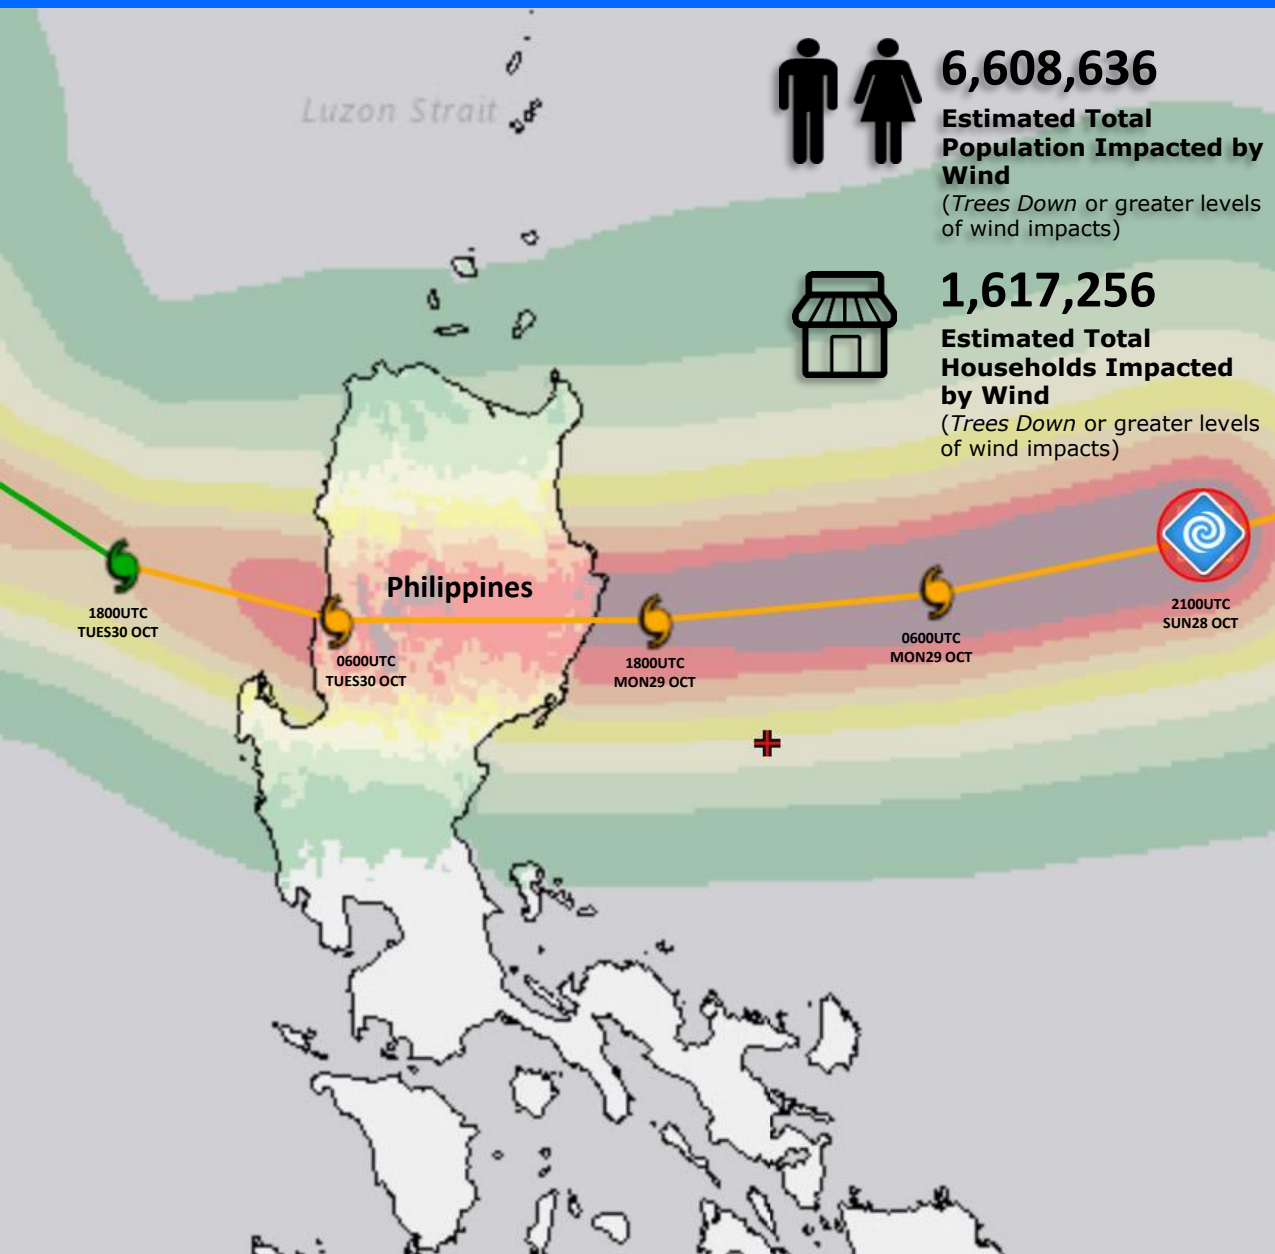 6,608,636
Estimated Total
Population Impacted by
Wind
(Trees Down or greater levels
of wind impacts)
Luzon Strait
1,617,256
Estimated Total
Households Impacted
by Wind
(Trees Down or greater levels
of wind impacts)
Philippines
1800UTC
TUES30 OCT
0600UTC
TUES30 OCT
1800UTC
MON29 OCT
0600UTC
MON29 OCT
2100UTC
SUN28 OCT